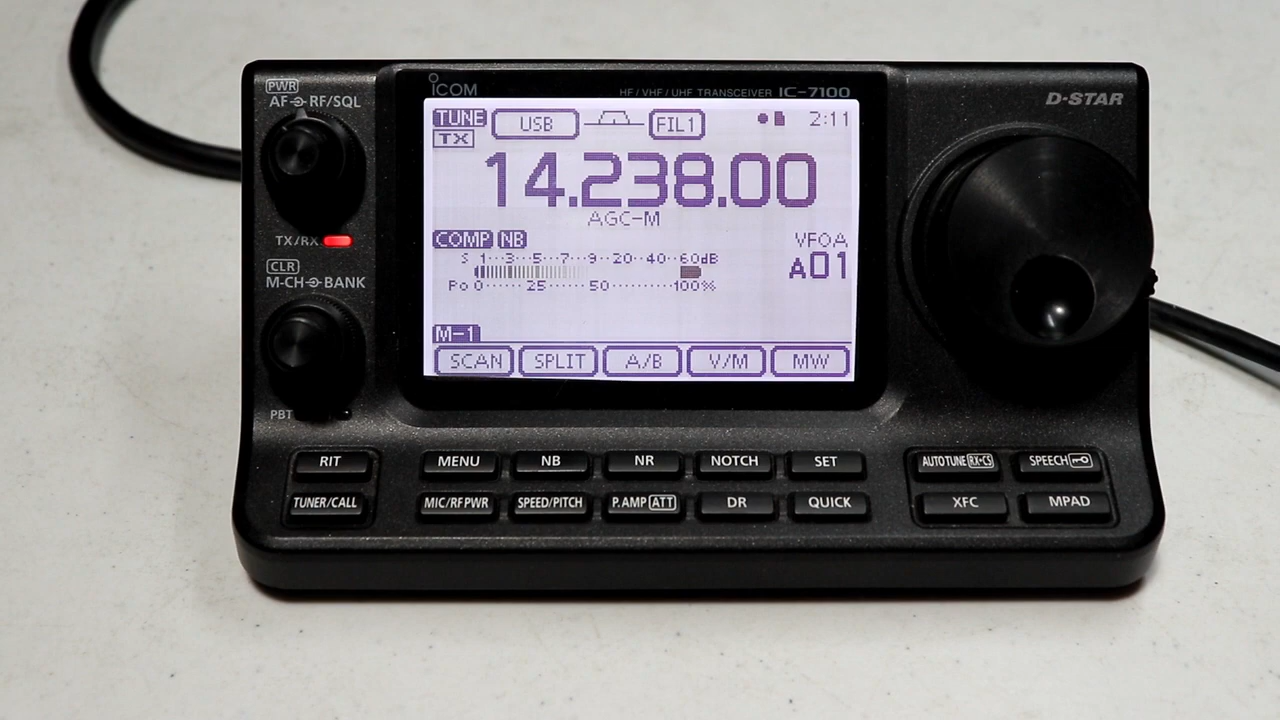 PWR
AF RF/SQL
ICOM
HF/VHF/UHF TRANSCEIVER IC-7100
D-STAR
TUNE USB FIL1 2:11
TX
14.238.00
AGC-M
TX/RX
COMP NB VFOA
S 1··3··5··7··9··20··40··60dB
A01
CLR
M-CH BANK
Po 0······25······50·········100%
M-1
SCAN SPLIT A/B V/M MW
PBT
RIT MENU NB NR NOTCH SET AUTOTUNE RX→CS SPEECH
TUNER/CALL MIC/RF PWR SPEED/PITCH P.AMP ATT DR QUICK XFC MPAD